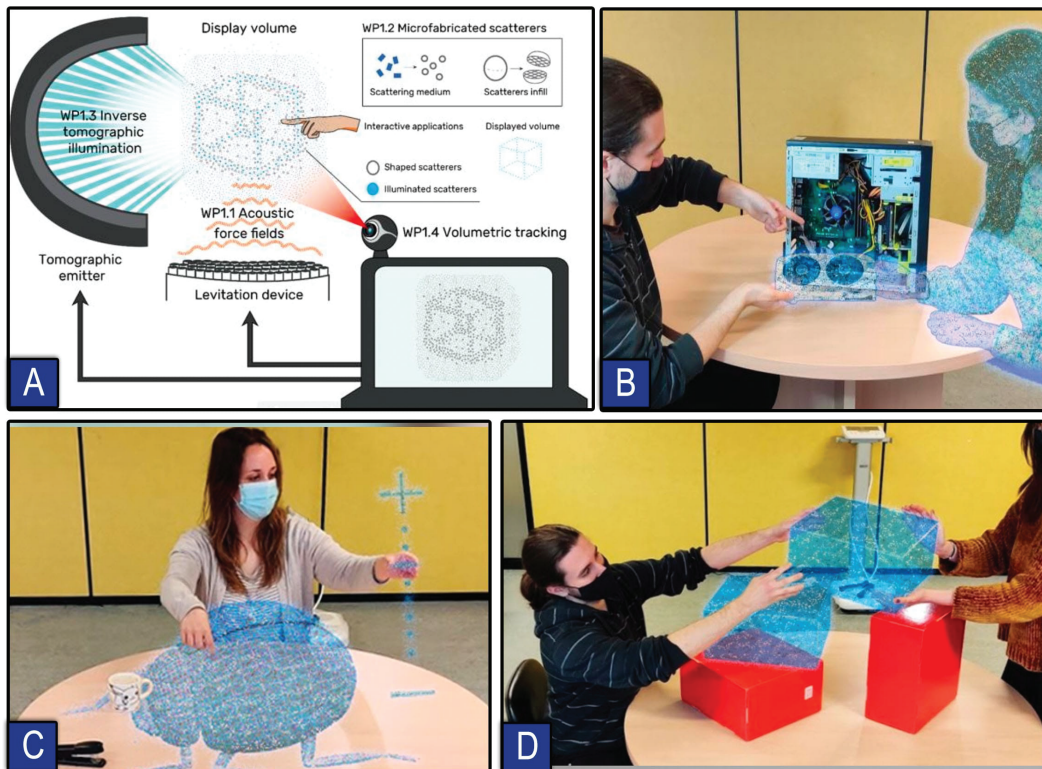 Display volume
WP1.2 Microfabricated scatterers
Scattering medium
Scatterers infill
WP1.3 Inverse
tomographic
illumination
Interactive applications
Displayed volume
Shaped scatterers
Illuminated scatterers
WP1.1 Acoustic
force fields
WP1.4 Volumetric tracking
Tomographic
emitter
Levitation device
A
B
C
D